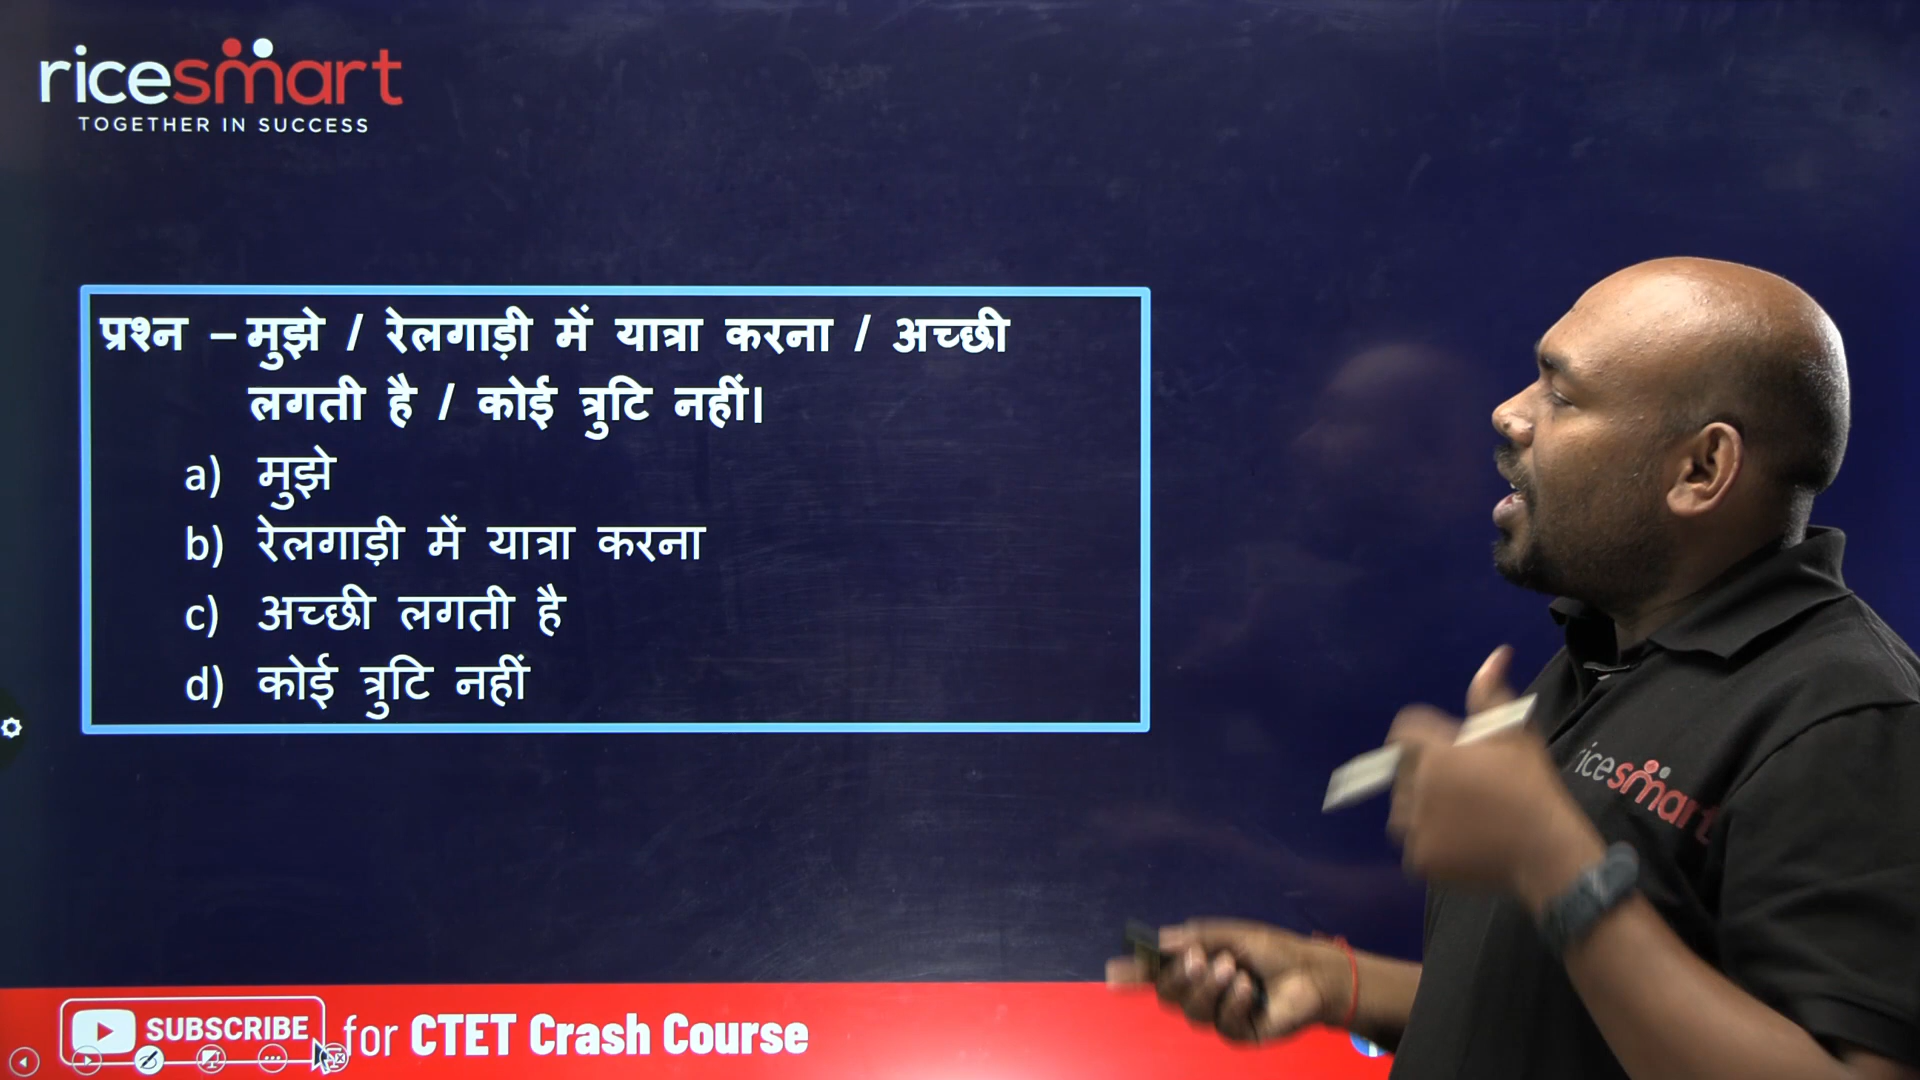 ricesmart
TOGETHER IN SUCCESS
प्रश्न – मुझे / रेलगाड़ी में यात्रा करना / अच्छी
लगती है / कोई त्रुटि नहीं।
a) मुझे
b) रेलगाड़ी में यात्रा करना
c) अच्छी लगती है
d) कोई त्रुटि नहीं
ricesmart
SUBSCRIBE for CTET Crash Course